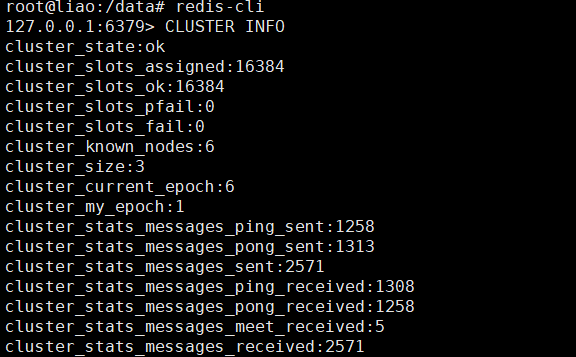 root@liao:/data# redis-cli
127.0.0.1:6379> CLUSTER INFO
cluster_state:ok
cluster_slots_assigned:16384
cluster_slots_ok:16384
cluster_slots_pfail:0
cluster_slots_fail:0
cluster_known_nodes:6
cluster_size:3
cluster_current_epoch:6
cluster_my_epoch:1
cluster_stats_messages_ping_sent:1258
cluster_stats_messages_pong_sent:1313
cluster_stats_messages_sent:2571
cluster_stats_messages_ping_received:1308
cluster_stats_messages_pong_received:1258
cluster_stats_messages_meet_received:5
cluster_stats_messages_received:2571